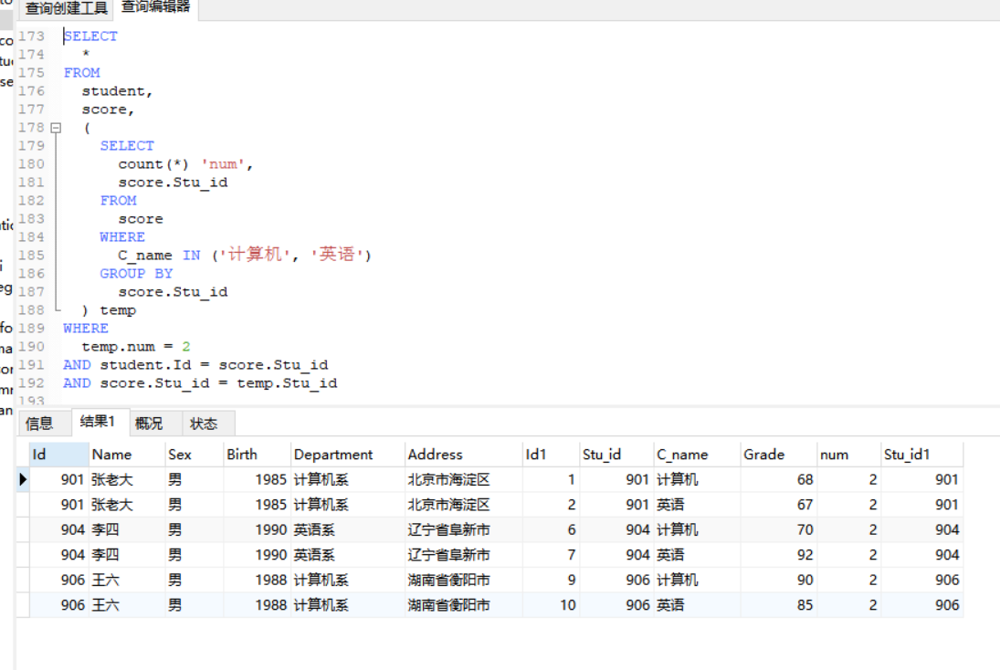 查询创建工具 查询编辑器
173 SELECT
174 *
175 FROM
176 student,
177 score,
178 (
179 SELECT
180 count(*) 'num',
181 score.Stu_id
182 FROM
183 score
184 WHERE
185 C_name IN ('计算机', '英语')
186 GROUP BY
187 score.Stu_id
188 ) temp
189 WHERE
190 temp.num = 2
191 AND student.Id = score.Stu_id
192 AND score.Stu_id = temp.Stu_id
193
信息 结果1 概况 状态
Id Name Sex Birth Department Address Id1 Stu_id C_name Grade num Stu_id1
901 张老大 男 1985 计算机系 北京市海淀区 1 901 计算机 68 2 901
901 张老大 男 1985 计算机系 北京市海淀区 2 901 英语 67 2 901
904 李四 男 1990 英语系 辽宁省阜新市 6 904 计算机 70 2 904
904 李四 男 1990 英语系 辽宁省阜新市 7 904 英语 92 2 904
906 王六 男 1988 计算机系 湖南省衡阳市 9 906 计算机 90 2 906
906 王六 男 1988 计算机系 湖南省衡阳市 10 906 英语 85 2 906